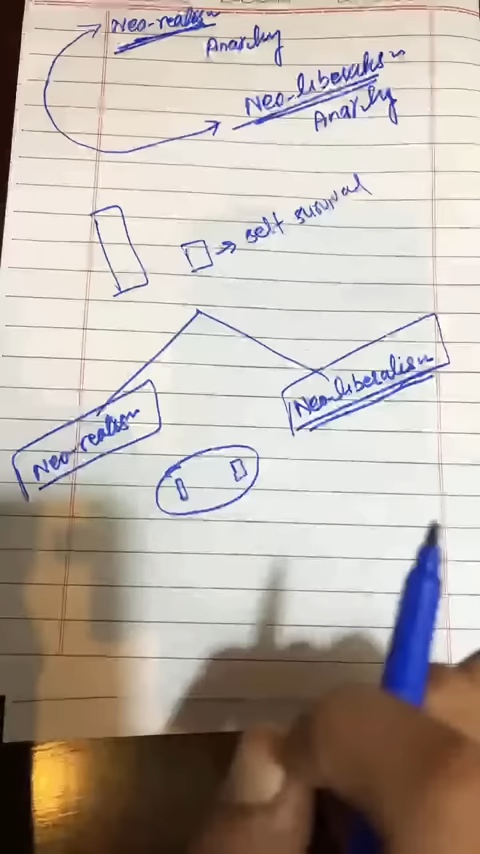 Neo-realism
Anarchy
Neo-liberalism
Anarchy
self survival
Neo-realism
Neo-liberalism